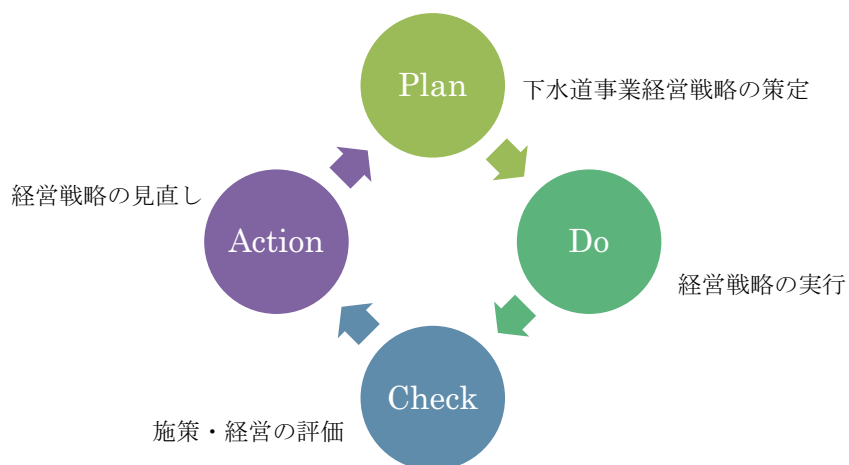 Plan
下水道事業経営戦略の策定
経営戦略の見直し
Action
Do
経営戦略の実行
Check
施策・経営の評価